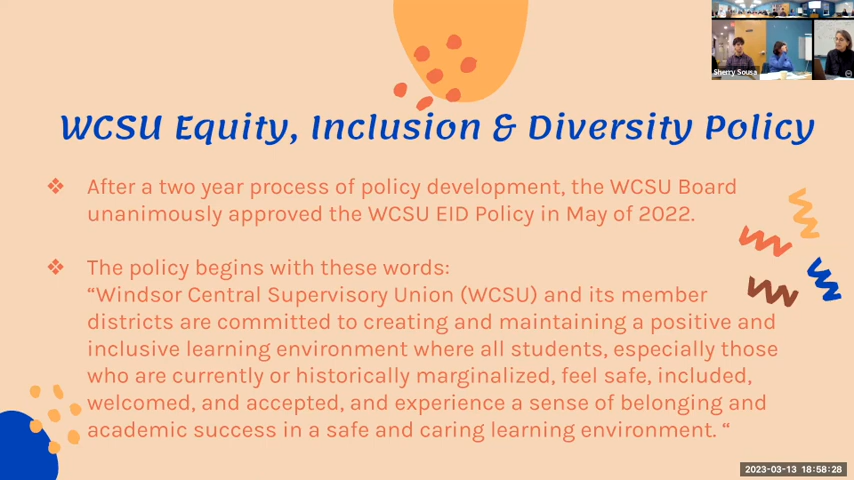 Sherry Sousa
WCSU Equity, Inclusion & Diversity Policy
❖ After a two year process of policy development, the WCSU Board
unanimously approved the WCSU EID Policy in May of 2022.
❖ The policy begins with these words:
“Windsor Central Supervisory Union (WCSU) and its member
districts are committed to creating and maintaining a positive and
inclusive learning environment where all students, especially those
who are currently or historically marginalized, feel safe, included,
welcomed, and accepted, and experience a sense of belonging and
academic success in a safe and caring learning environment. “
2023-03-13 18:58:28